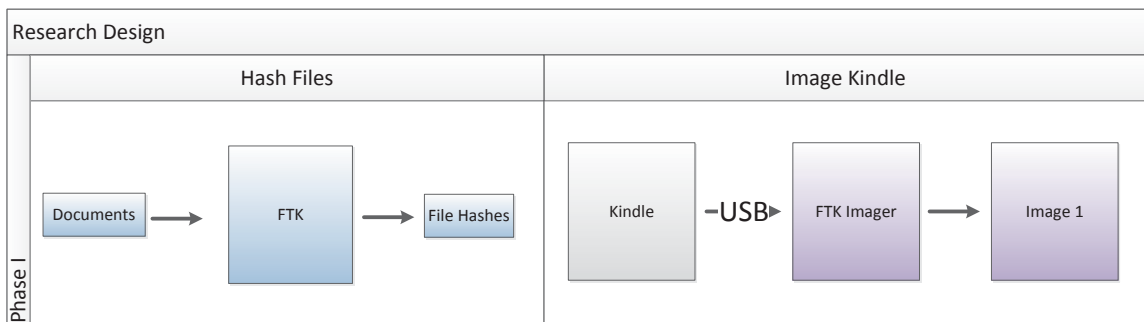 Research Design
Phase I
Hash Files
Documents
FTK
File Hashes
Image Kindle
Kindle
USB
FTK Imager
Image 1